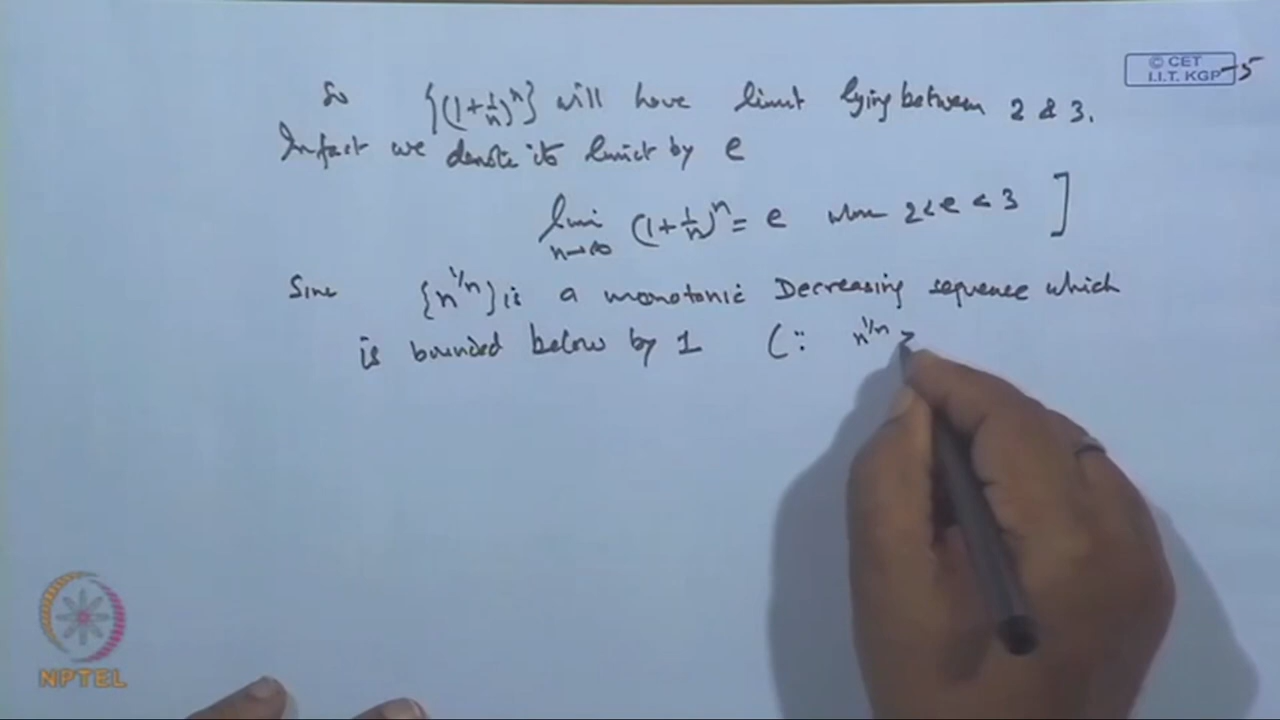 © CET
I.I.T. KGP -5
So {(1+1/n)^n} will have limit lying between 2 & 3.
Infact we denote its limit by e
lim n→∞ (1+1/n)^n = e where 2<e<3 ]
Since {n^1/n} is a monotonic Decreasing sequence which
is bounded below by 1 (∵ n^1/n >
NPTEL